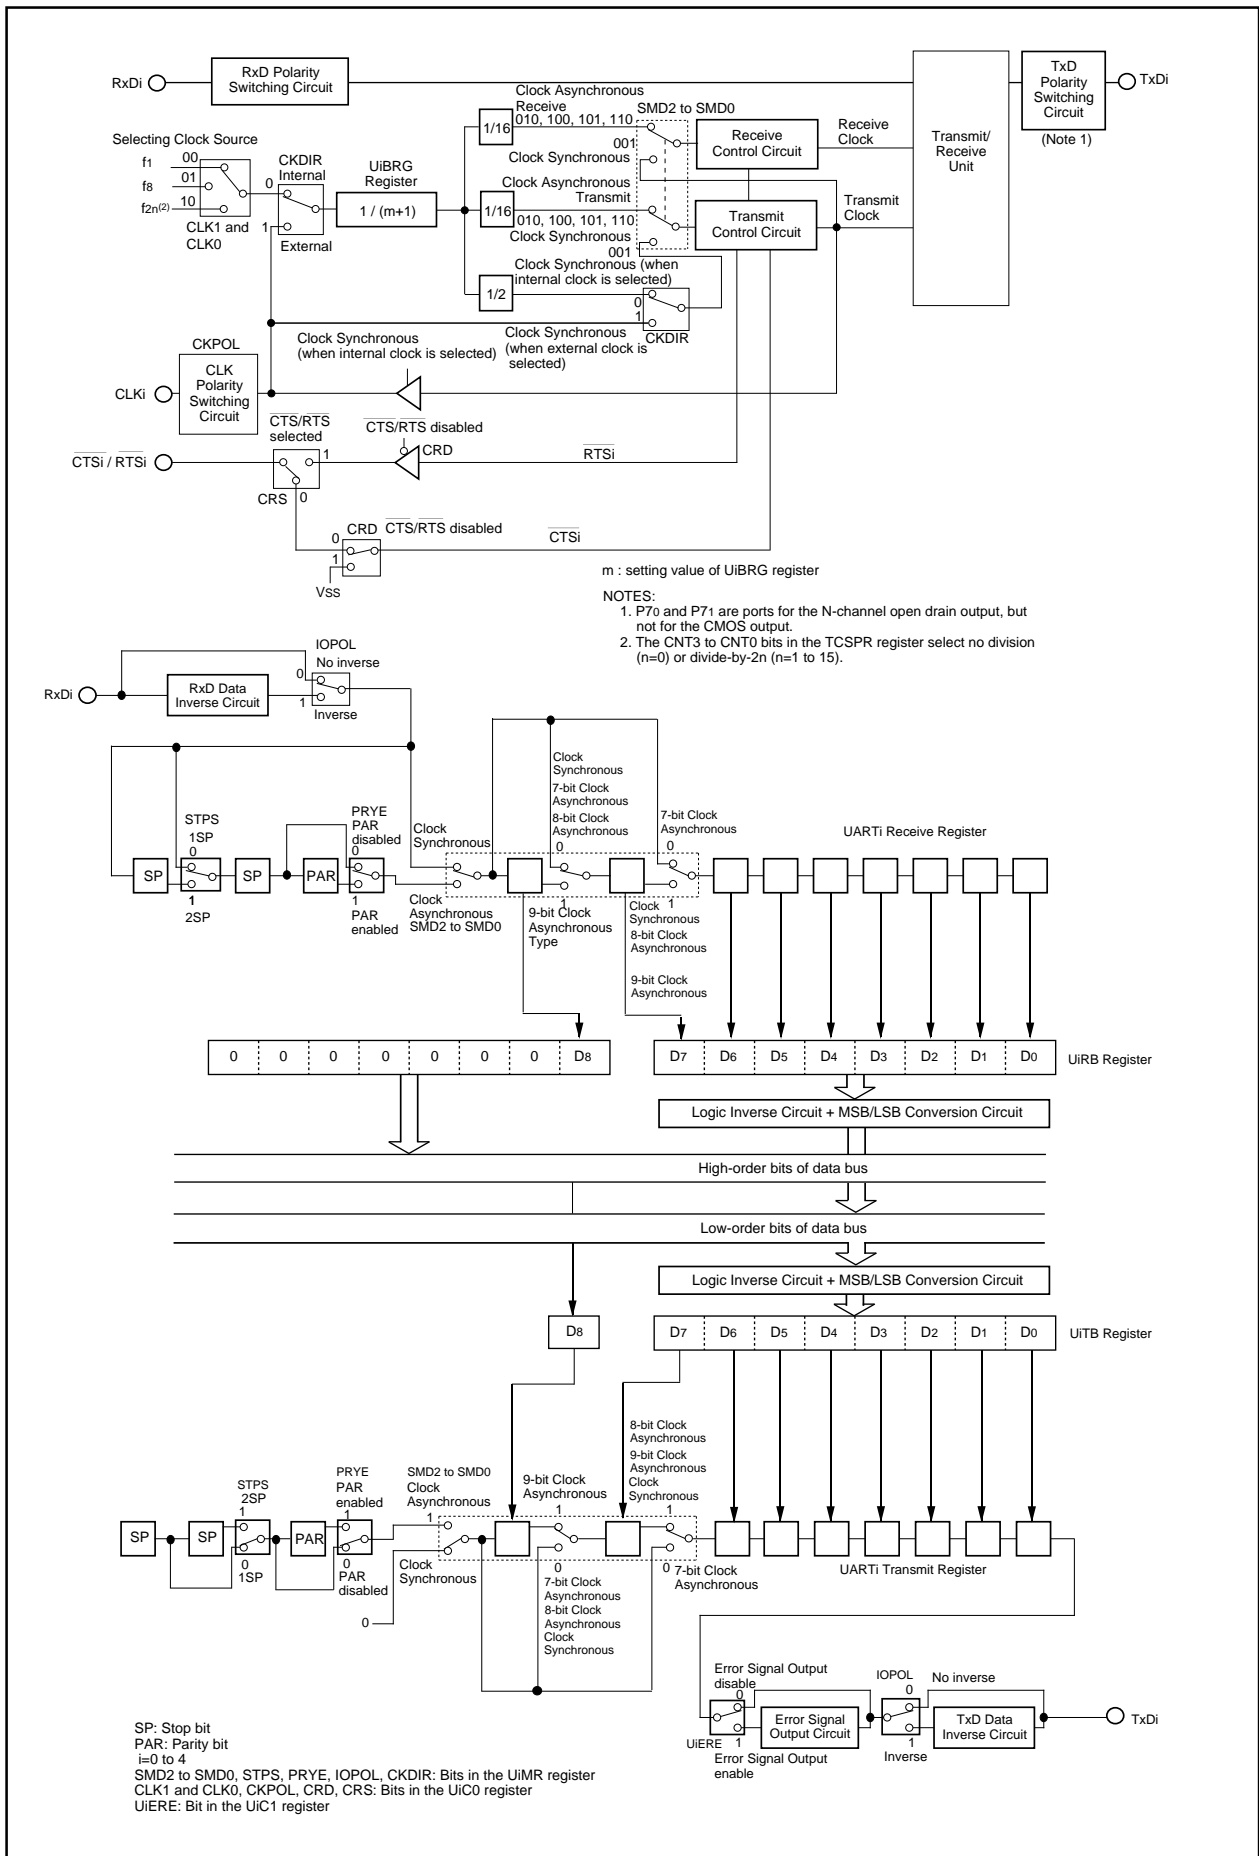 RxDi
RxD Polarity
Switching Circuit
TxD
Polarity
Switching
Circuit
TxDi
(Note 1)
Transmit/
Receive
Unit
Selecting Clock Source
f1
00
f8
01
f2n(2)
10
CLK1 and
CLK0
CKDIR
Internal
0
1
External
UiBRG
Register
1 / (m+1)
1/16
Clock Asynchronous
Receive
010, 100, 101, 110
SMD2 to SMD0
001
Clock Synchronous
Receive
Control Circuit
Receive
Clock
1/16
Clock Asynchronous
Transmit
010, 100, 101, 110
Clock Synchronous
001
Transmit
Control Circuit
Transmit
Clock
1/2
Clock Synchronous (when
internal clock is selected)
0
1
CKDIR
Clock Synchronous
(when internal clock is selected)
Clock Synchronous
(when external clock is
selected)
CKPOL
CLKi
CLK
Polarity
Switching
Circuit
CTS/RTS
selected
CTS/RTS disabled
CTSi / RTSi
1
CRD
RTSi
CRS
0
CRD
CTS/RTS disabled
0
1
CTSi
Vss
m : setting value of UiBRG register
NOTES:
1. P70 and P71 are ports for the N-channel open drain output, but
not for the CMOS output.
2. The CNT3 to CNT0 bits in the TCSPR register select no division
(n=0) or divide-by-2n (n=1 to 15).
IOPOL
No inverse
0
RxDi
RxD Data
Inverse Circuit
1
Inverse
STPS
1SP
0
SP
1
2SP
SP
PRYE
PAR
disabled
0
PAR
1
PAR
enabled
Clock
Synchronous
Clock
Asynchronous
SMD2 to SMD0
Clock
Synchronous
7-bit Clock
Asynchronous
8-bit Clock
Asynchronous
0
1
9-bit Clock
Asynchronous
Type
7-bit Clock
Asynchronous
0
1
Clock
Synchronous
8-bit Clock
Asynchronous
9-bit Clock
Asynchronous
UARTi Receive Register
0 0 0 0 0 0 0 D8
D7 D6 D5 D4 D3 D2 D1 D0
UiRB Register
Logic Inverse Circuit + MSB/LSB Conversion Circuit
High-order bits of data bus
Low-order bits of data bus
Logic Inverse Circuit + MSB/LSB Conversion Circuit
D8
D7 D6 D5 D4 D3 D2 D1 D0
UiTB Register
SP
SP
STPS
2SP
1
0
1SP
PAR
PRYE
PAR
enabled
1
0
PAR
disabled
SMD2 to SMD0
Clock
Asynchronous
1
Clock
Synchronous
0
9-bit Clock
Asynchronous
1
0
7-bit Clock
Asynchronous
8-bit Clock
Asynchronous
Clock
Synchronous
8-bit Clock
Asynchronous
9-bit Clock
Asynchronous
Clock
Synchronous
1
0
7-bit Clock
Asynchronous
UARTi Transmit Register
Error Signal Output
disable
0
UiERE
1
Error Signal Output
enable
Error Signal
Output Circuit
IOPOL
0
No inverse
1
Inverse
TxD Data
Inverse Circuit
TxDi
SP: Stop bit
PAR: Parity bit
i=0 to 4
SMD2 to SMD0, STPS, PRYE, IOPOL, CKDIR: Bits in the UiMR register
CLK1 and CLK0, CKPOL, CRD, CRS: Bits in the UiC0 register
UiERE: Bit in the UiC1 register